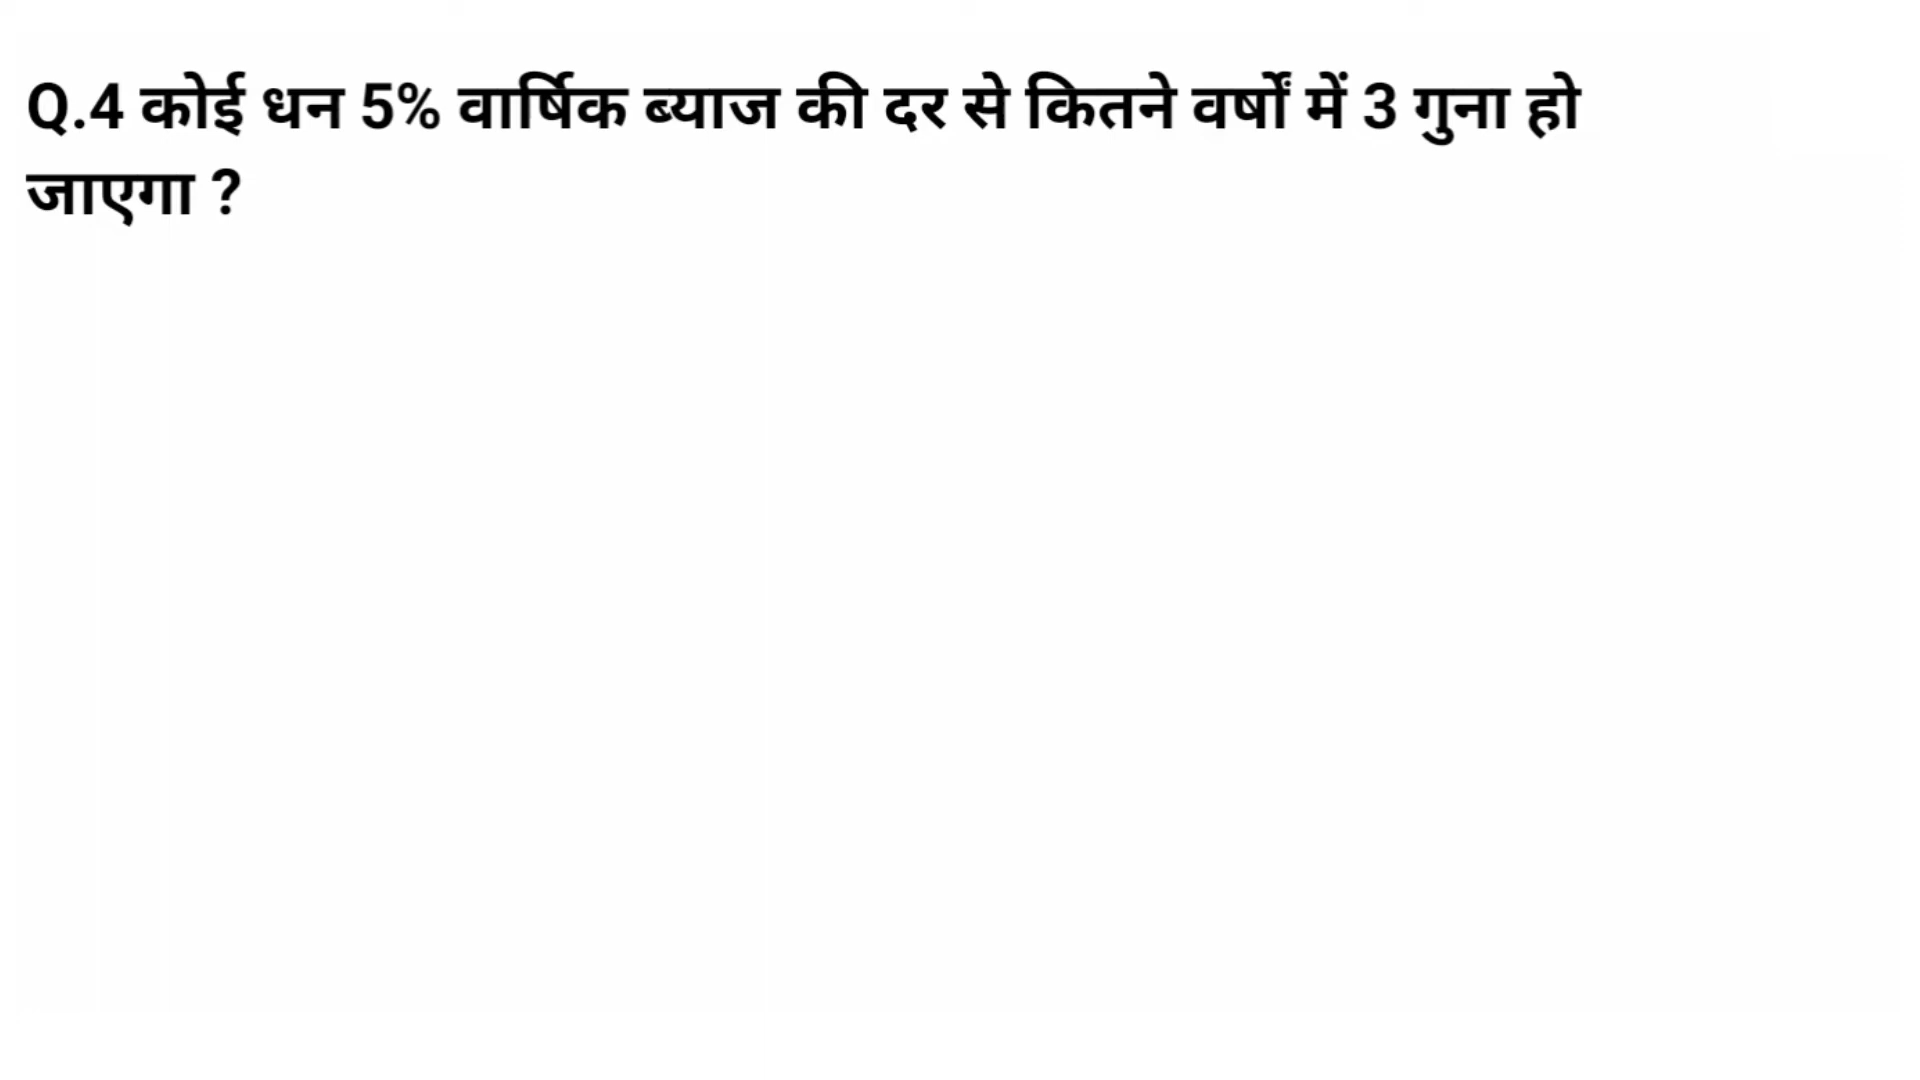 Q.4 कोई धन 5% वार्षिक ब्याज की दर से कितने वर्षों में 3 गुना हो
जाएगा ?